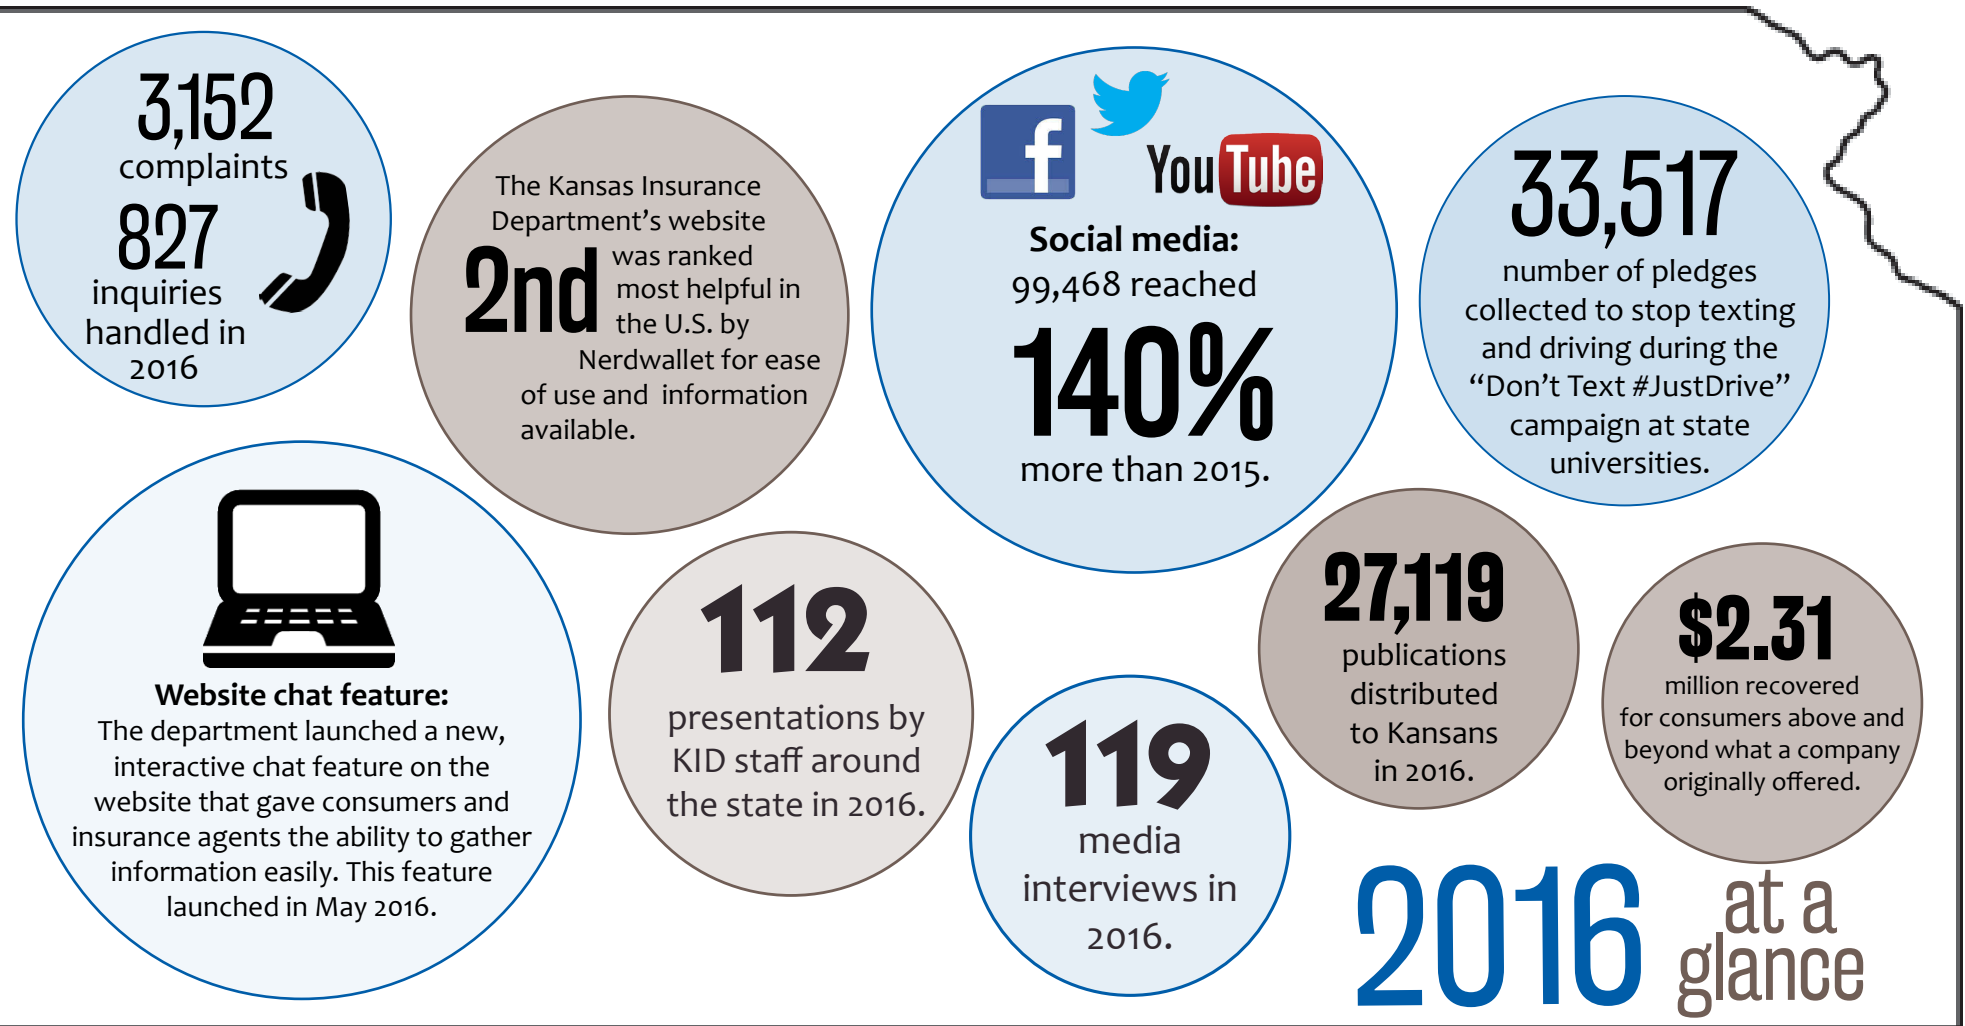 3,152
complaints
827
inquiries
handled in
2016
The Kansas Insurance
Department's website
2nd
was ranked
most helpful in
the U.S. by
Nerdwallet for ease
of use and information
available.
f
You Tube
Social media:
99,468 reached
140%
more than 2015.
33,517
number of pledges
collected to stop texting
and driving during the
“Don't Text #JustDrive”
campaign at state
universities.
Website chat feature:
The department launched a new,
interactive chat feature on the
website that gave consumers and
insurance agents the ability to gather
information easily. This feature
launched in May 2016.
112
presentations by
KID staff around
the state in 2016.
119
media
interviews in
2016.
27,119
publications
distributed
to Kansans
in 2016.
$2.31
million recovered
for consumers above and
beyond what a company
originally offered.
2016
at a
glance